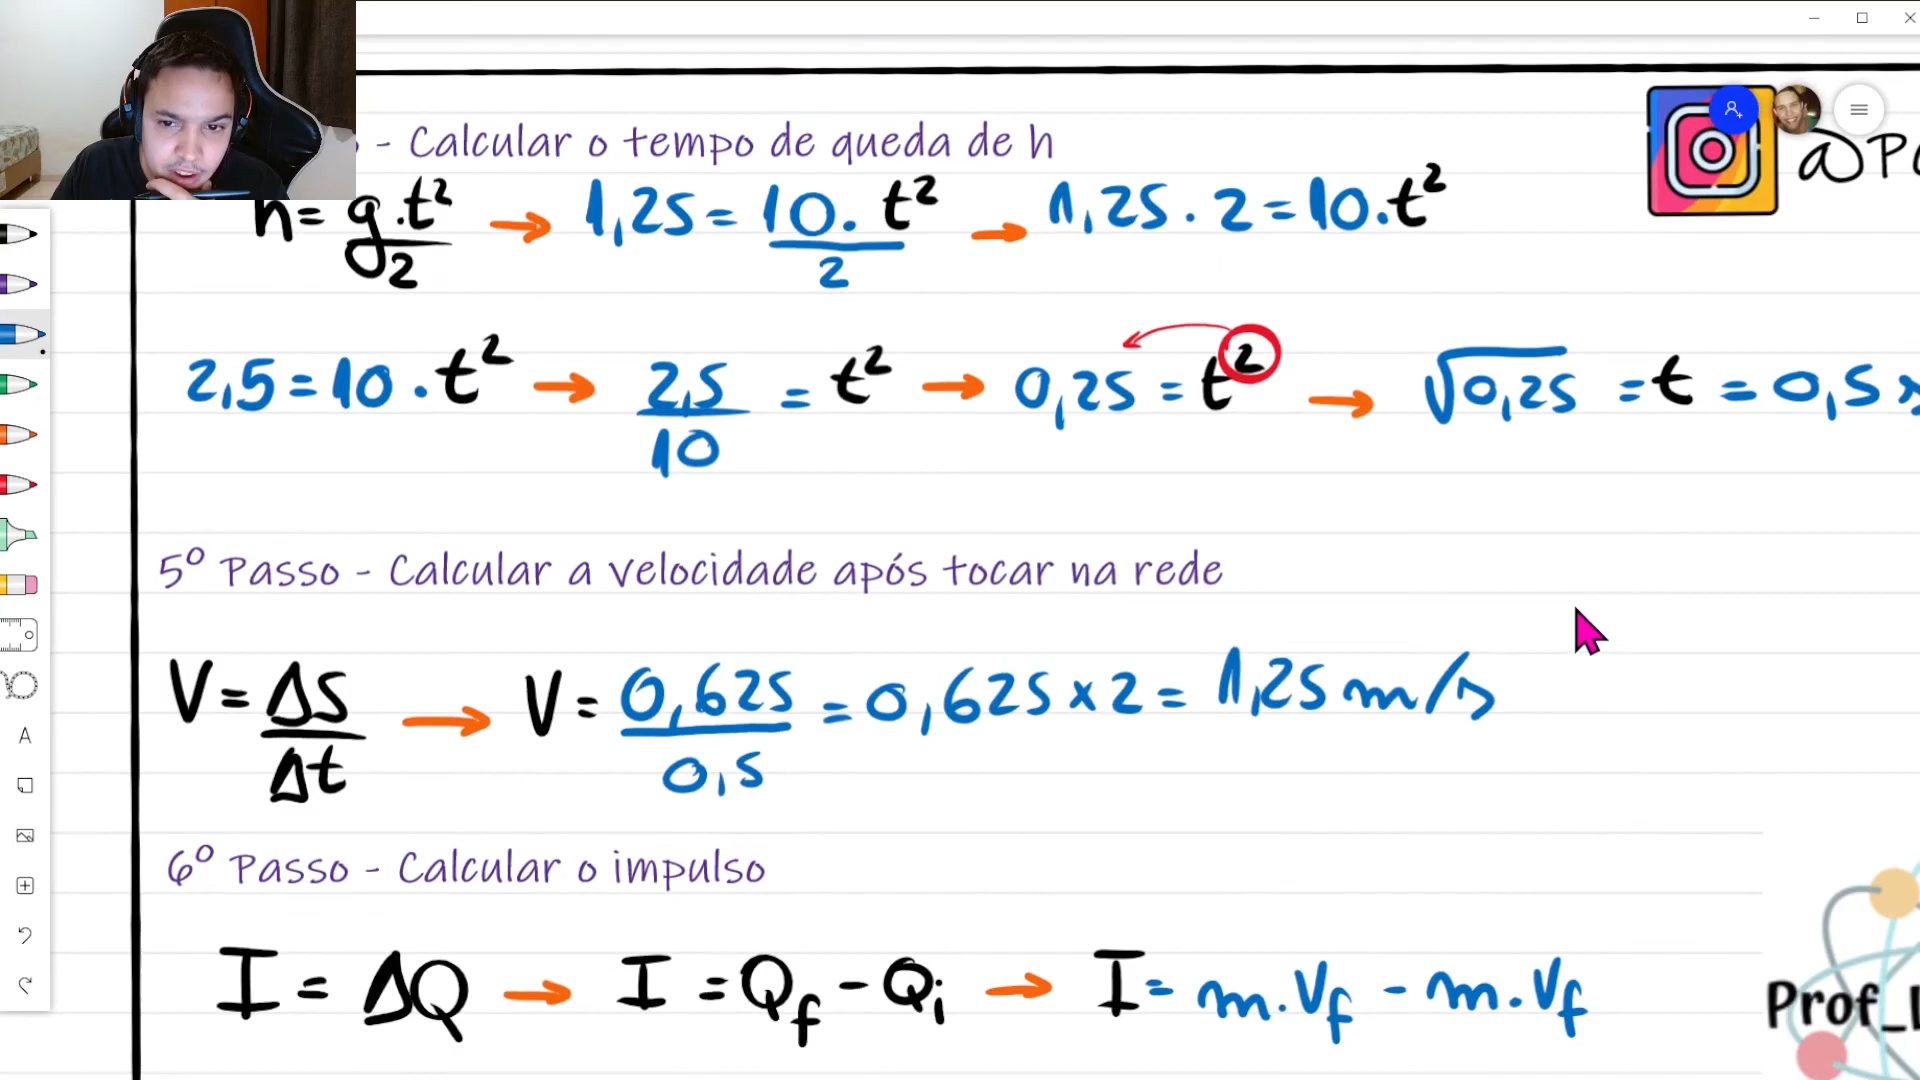 - Calcular o tempo de queda de h
h = g.t²/2 → 1,25 = 10. t²/2 → 1,25 . 2 = 10.t²
2,5 = 10 . t² → 2,5/10 = t² → 0,25 = t² → √0,25 = t = 0,5 s
5º Passo - Calcular a velocidade após tocar na rede
V = ΔS/Δt → V = 0,625/0,5 = 0,625 x 2 = 1,25 m/s
6º Passo - Calcular o impulso
I = ΔQ → I = Qf - Qi → I = m.Vf - m.Vf
Prof_